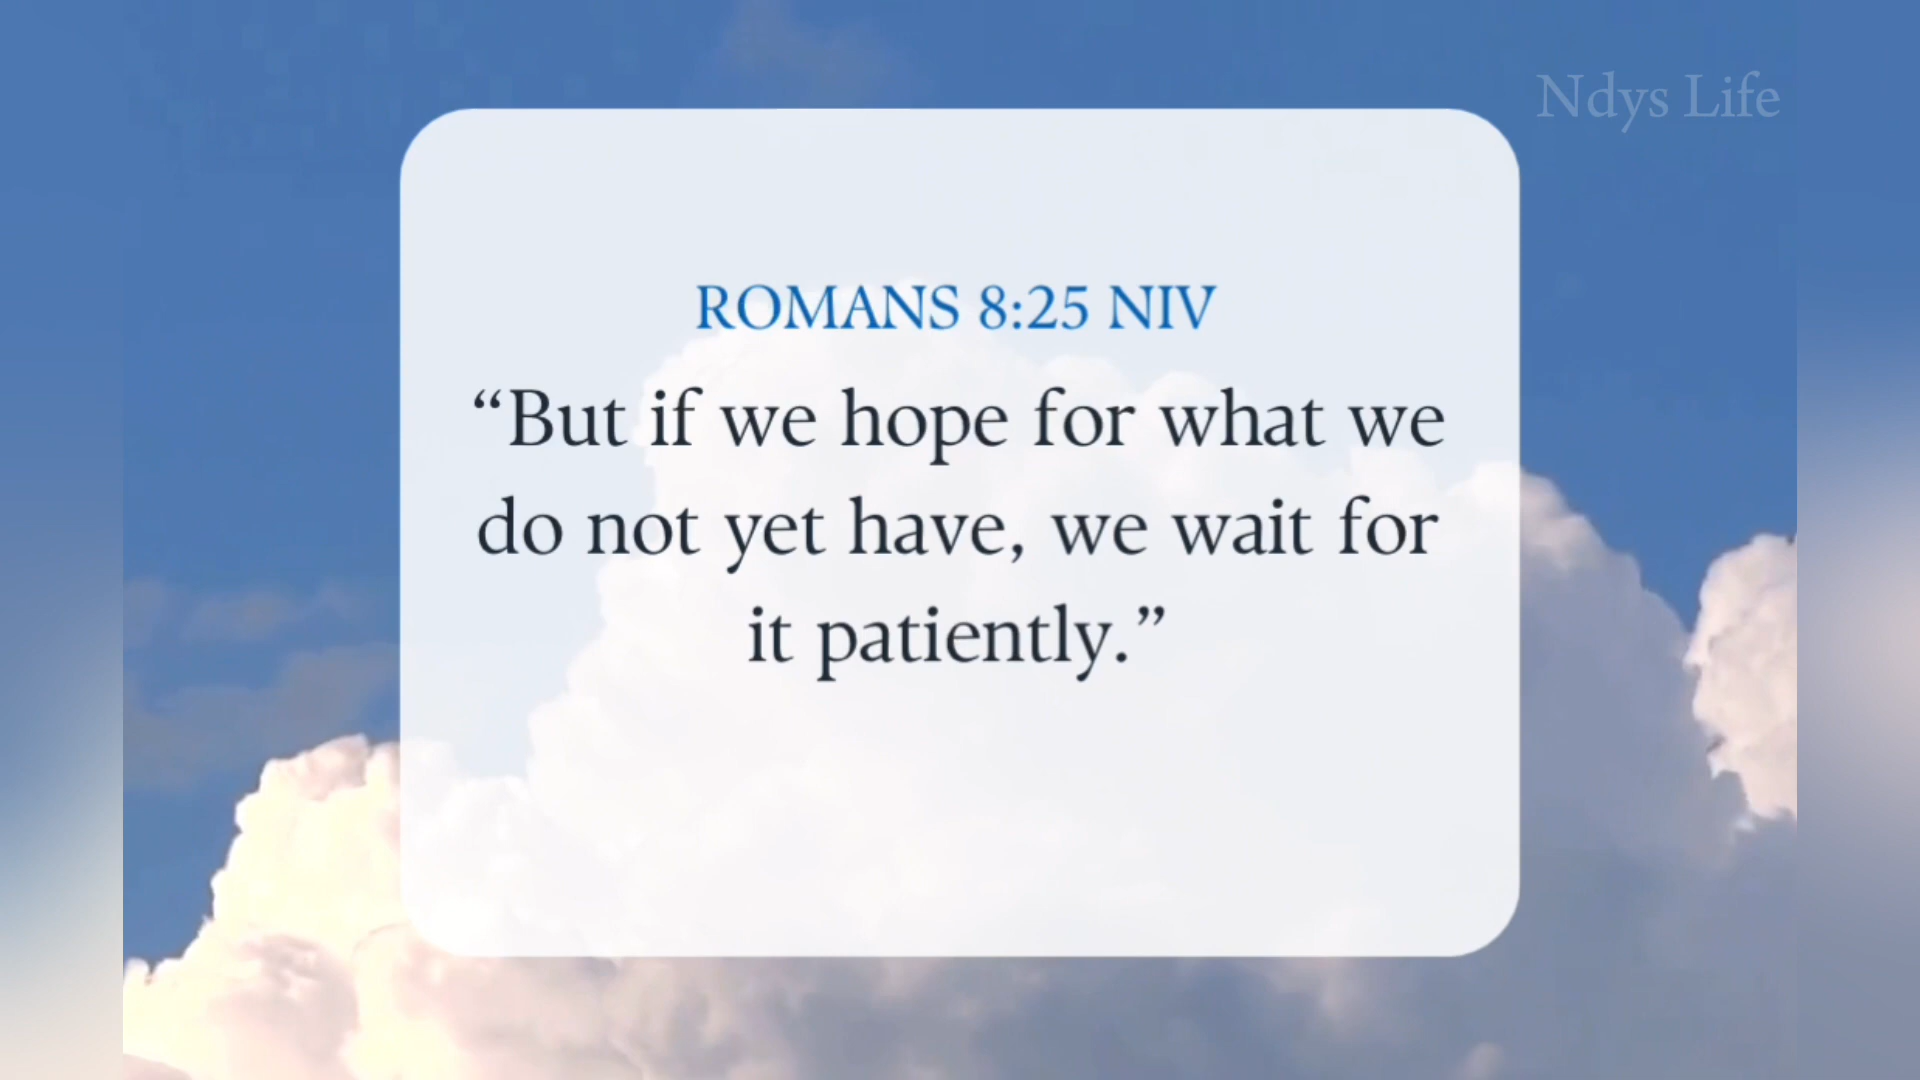 Ndys Life
ROMANS 8:25 NIV
“But if we hope for what we
do not yet have, we wait for
it patiently.”